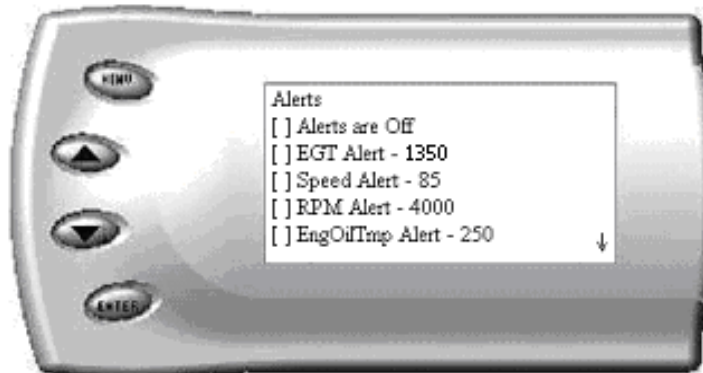 MENU
Alerts
[ ] Alerts are Off
[ ] EGT Alert - 1350
[ ] Speed Alert - 85
[ ] RPM Alert - 4000
[ ] EngOilTmp Alert - 250
ENTER